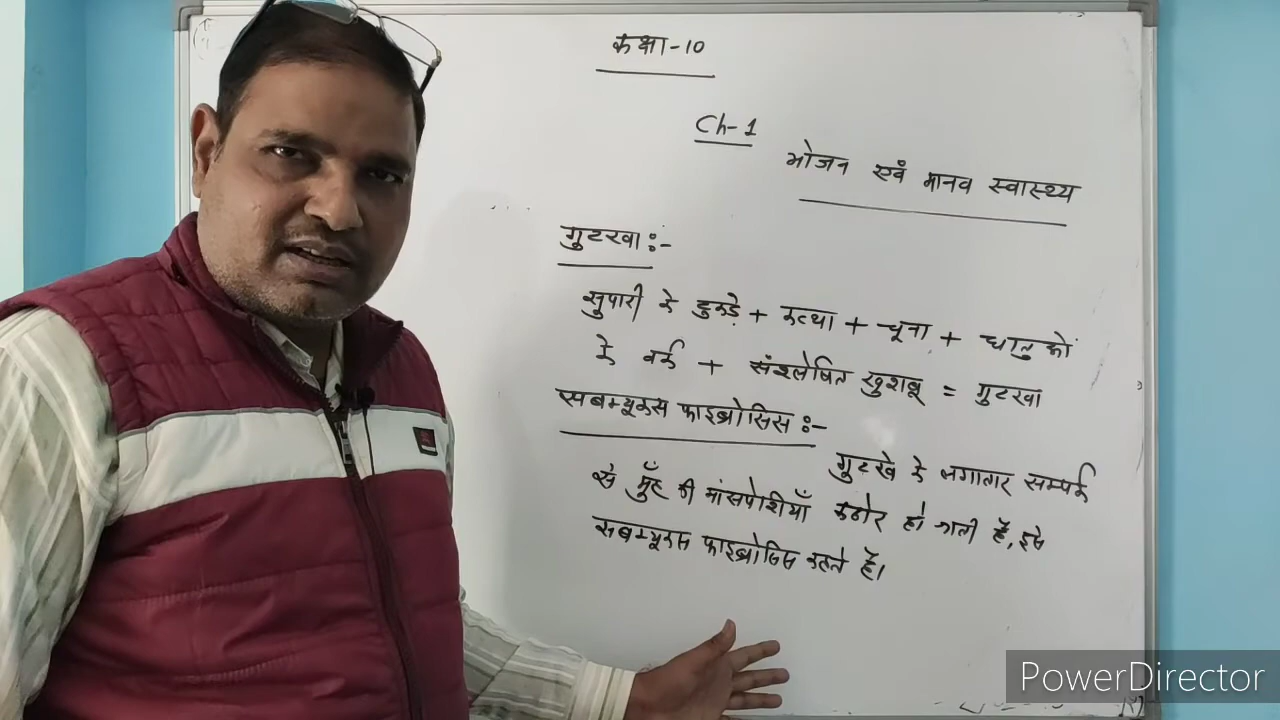 कक्षा-10
Ch-1
भोजन एवं मानव स्वास्थ्य
गुटखा:-
सुपारी के टुकड़े + कत्था + चूना + धातुओं
के वर्क + संश्लेषित खुशबू = गुटखा
सबम्यूकस फाइब्रोसिस:-
गुटखे के लगातार सम्पर्क
से मुँह की मांसपेशियाँ कठोर हो जाती हैं, इसे
सबम्यूकस फाइब्रोसिस कहते हैं।
PowerDirector